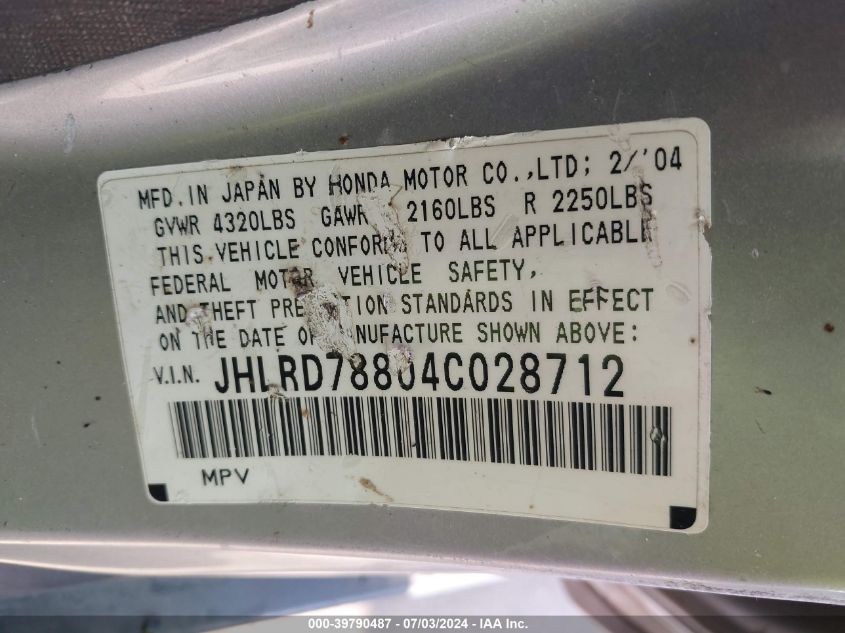 MFD. IN JAPAN BY HONDA MOTOR CO.,LTD; 2/'04
GVWR 4320LBS GAWR 2160LBS R 2250LBS
THIS VEHICLE CONFORMS TO ALL APPLICABLE
FEDERAL MOTOR VEHICLE SAFETY,
AND THEFT PREVENTION STANDARDS IN EFFECT
ON THE DATE OF MANUFACTURE SHOWN ABOVE:
V.I.N. JHLRD78804C028712
MPV
000-39790487 - 07/03/2024 - IAA Inc.